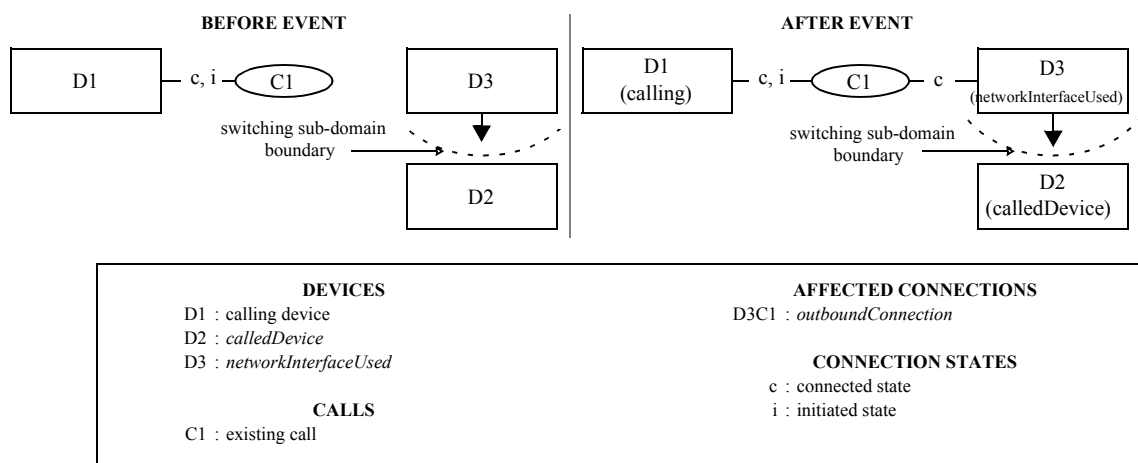 BEFORE EVENT
D1
c, i
C1
D3
switching sub-domain
boundary
D2
AFTER EVENT
D1
(calling)
c, i
C1
c
D3
(networkInterfaceUsed)
switching sub-domain
boundary
D2
(calledDevice)
DEVICES
D1 : calling device
D2 : calledDevice
D3 : networkInterfaceUsed
CALLS
C1 : existing call
AFFECTED CONNECTIONS
D3C1 : outboundConnection
CONNECTION STATES
c : connected state
i : initiated state